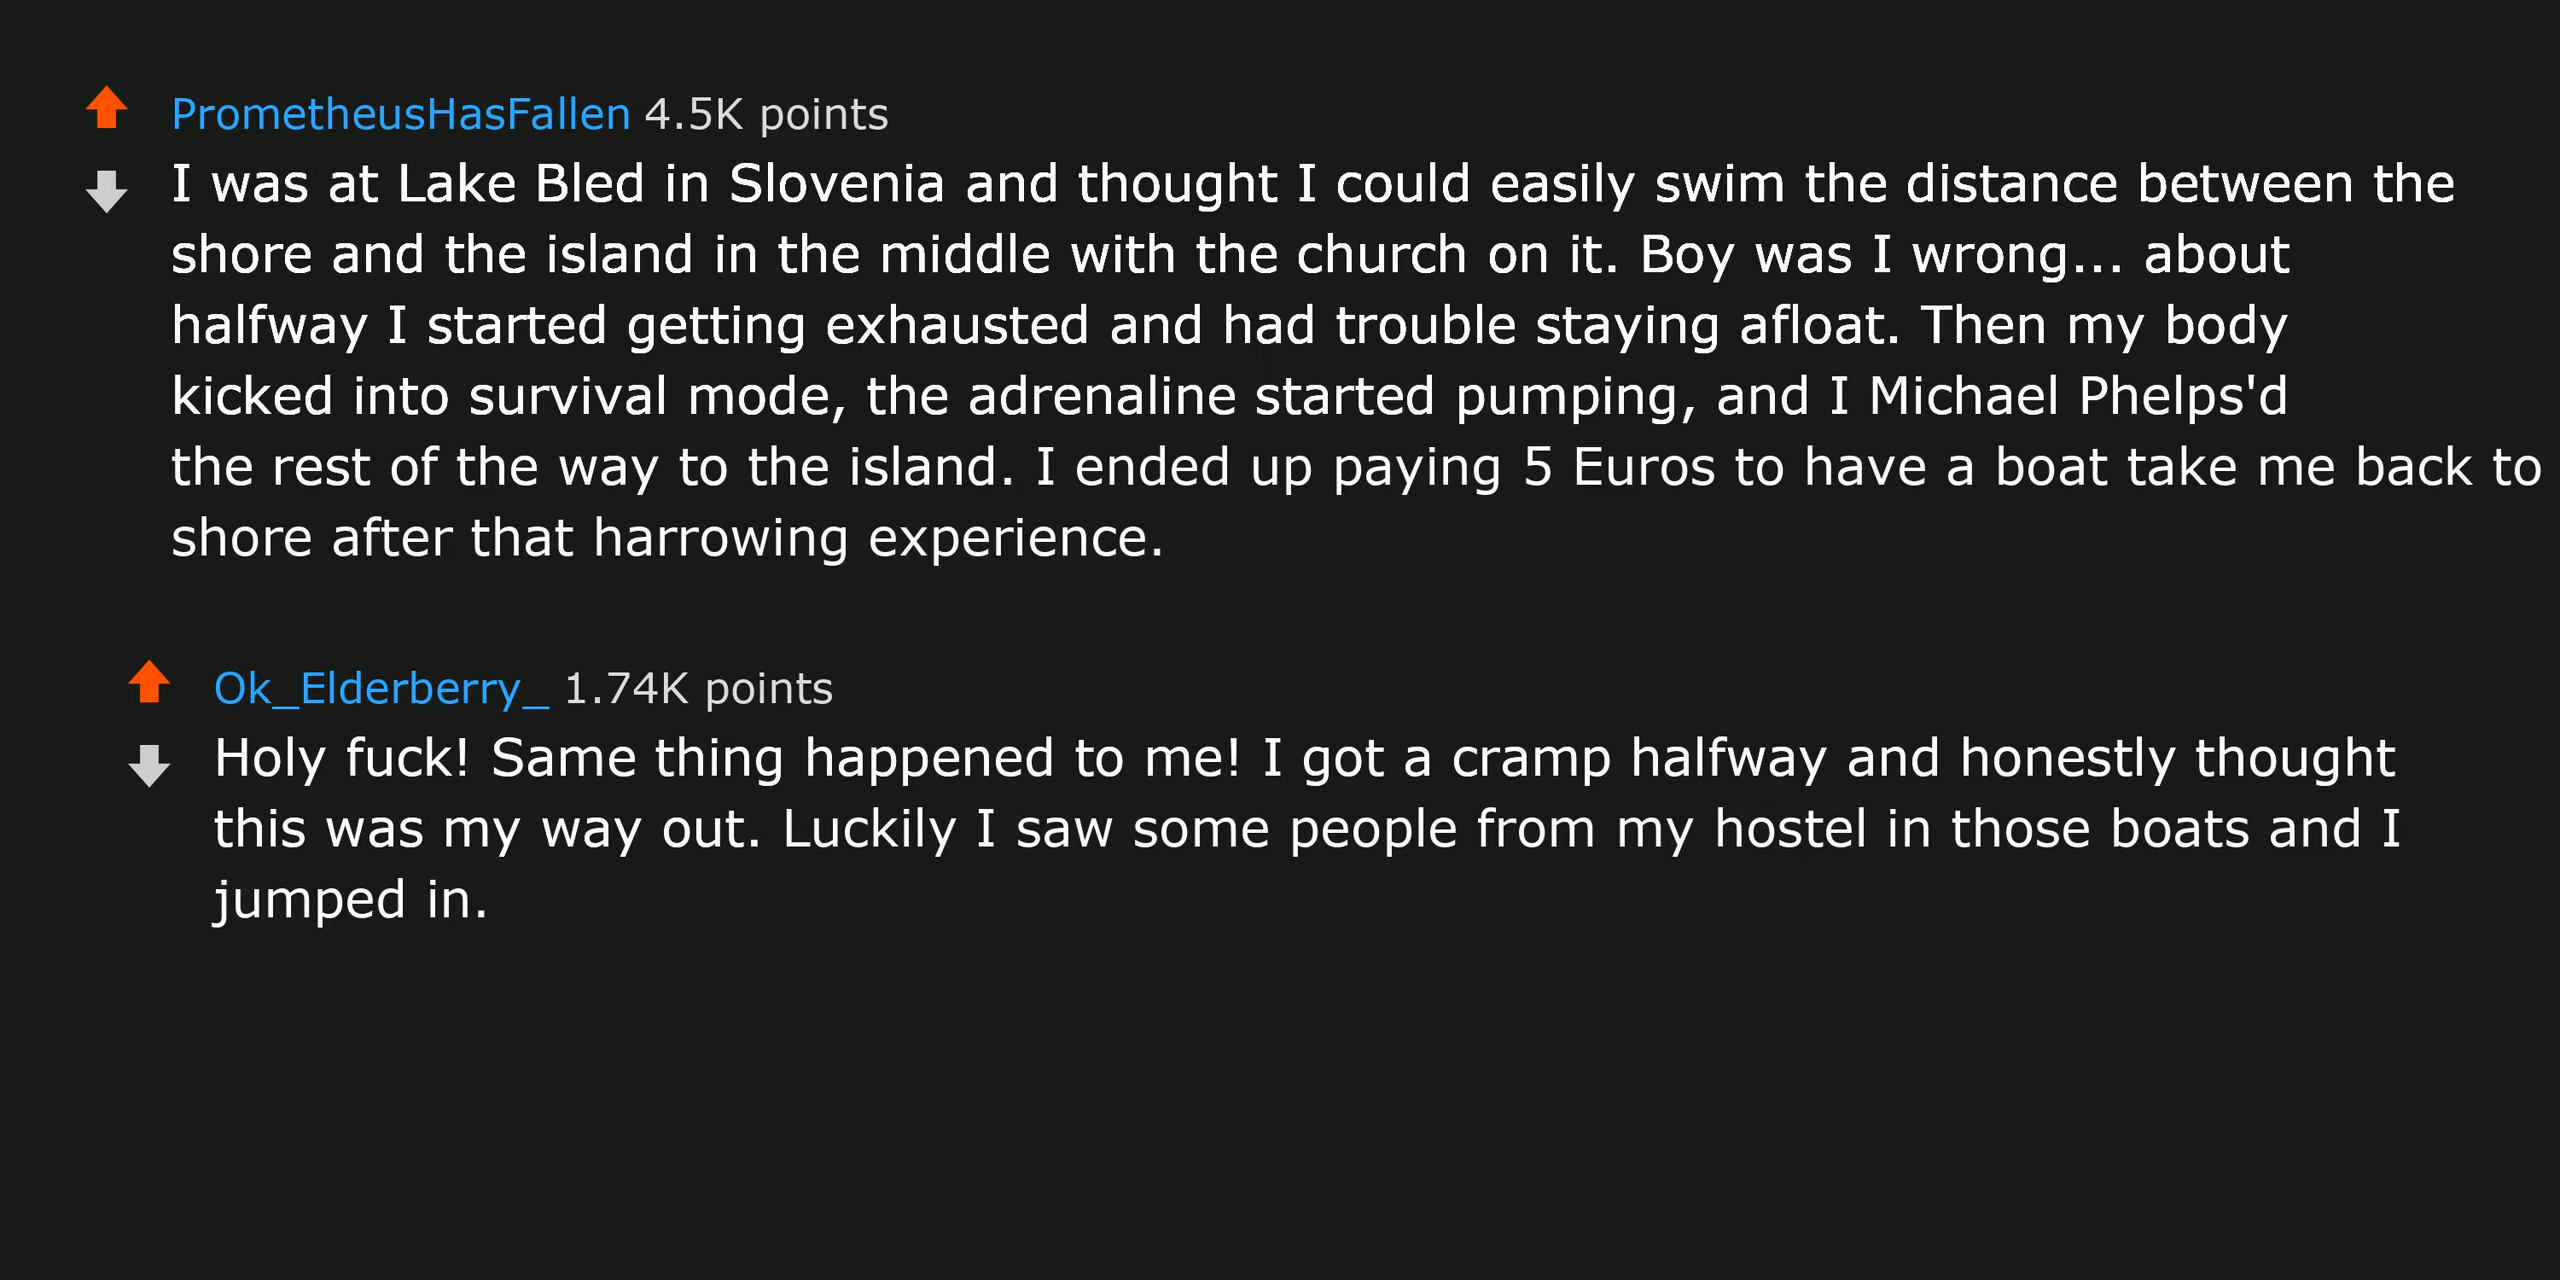 PrometheusHasFallen 4.5K points
I was at Lake Bled in Slovenia and thought I could easily swim the distance between the
shore and the island in the middle with the church on it. Boy was I wrong... about
halfway I started getting exhausted and had trouble staying afloat. Then my body
kicked into survival mode, the adrenaline started pumping, and I Michael Phelps'd
the rest of the way to the island. I ended up paying 5 Euros to have a boat take me back to
shore after that harrowing experience.
Ok_Elderberry_ 1.74K points
Holy fuck! Same thing happened to me! I got a cramp halfway and honestly thought
this was my way out. Luckily I saw some people from my hostel in those boats and I
jumped in.